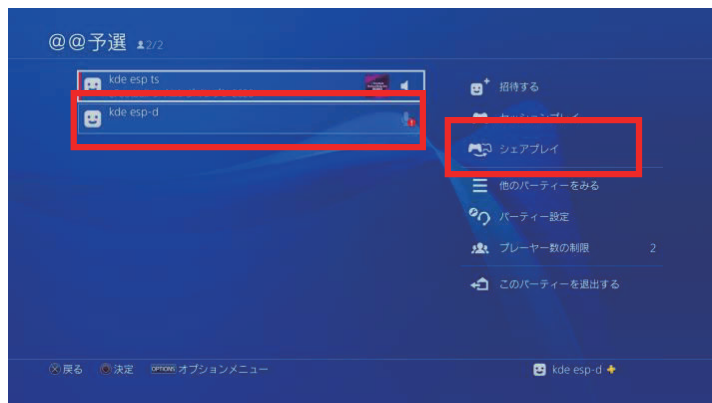 @@予選 2/2
kde esp ts
kde esp-d
招待する
シェアプレイ
他のパーティーをみる
パーティー設定
プレーヤー数の制限 2
このパーティーを退出する
戻る 決定 OPTIONS オプションメニュー
kde esp-d